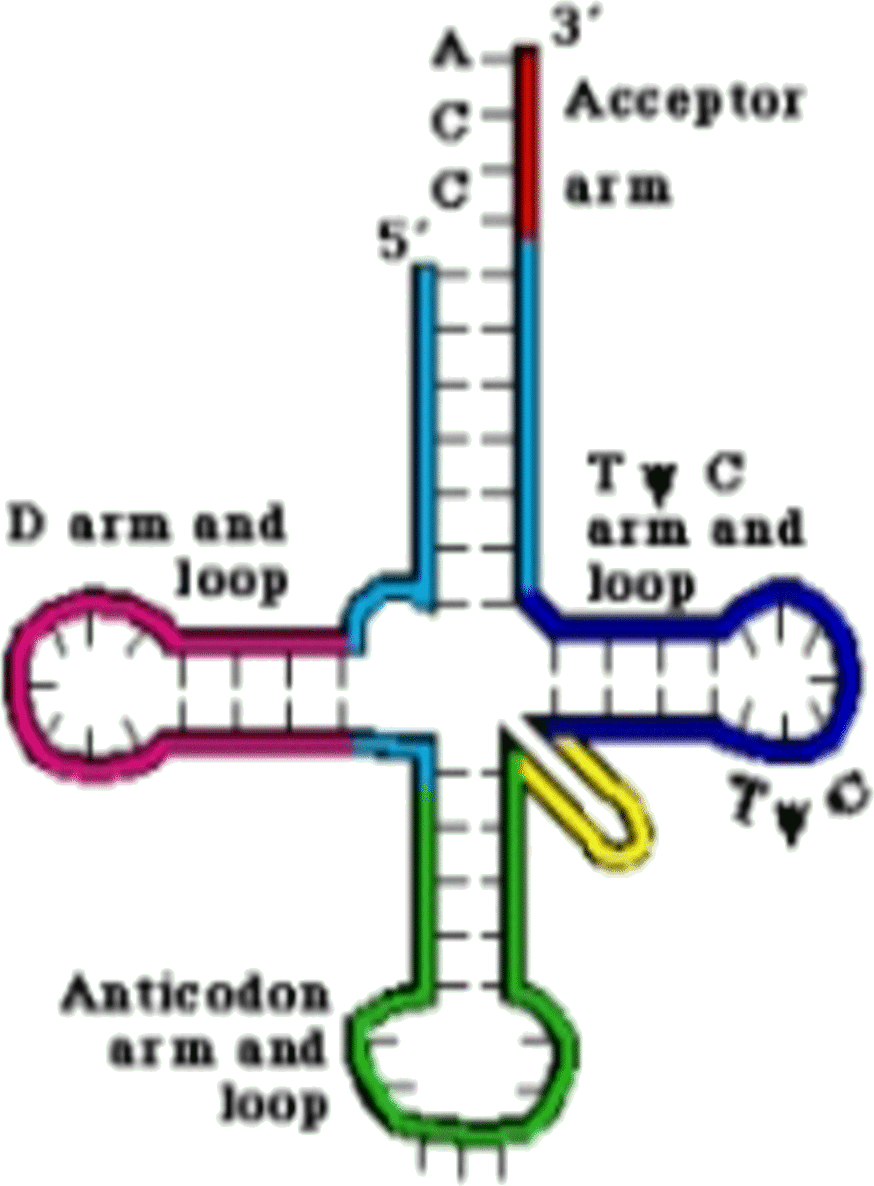 3´
A
C
C
Acceptor
arm
5´
T ψ C
arm and
loop
D arm and
loop
T ψ C
Anticodon
arm and
loop